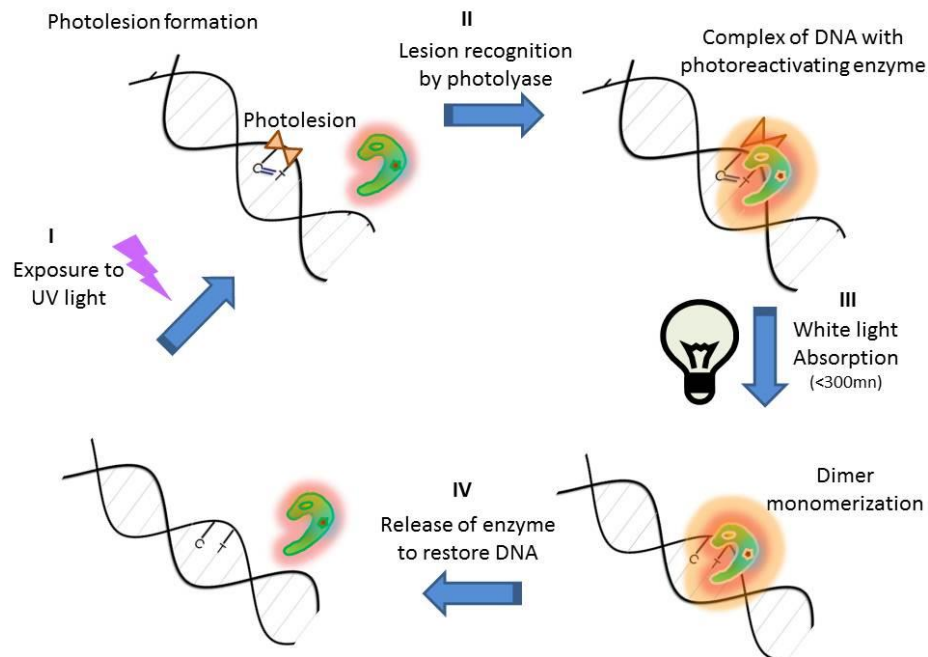 Photolesion formation
II
Lesion recognition
by photolyase
Complex of DNA with
photoreactivating enzyme
Photolesion
C
T
C
T
I
Exposure to
UV light
III
White light
Absorption
(<300mn)
Dimer
monomerization
IV
Release of enzyme
to restore DNA
C
T
C
T